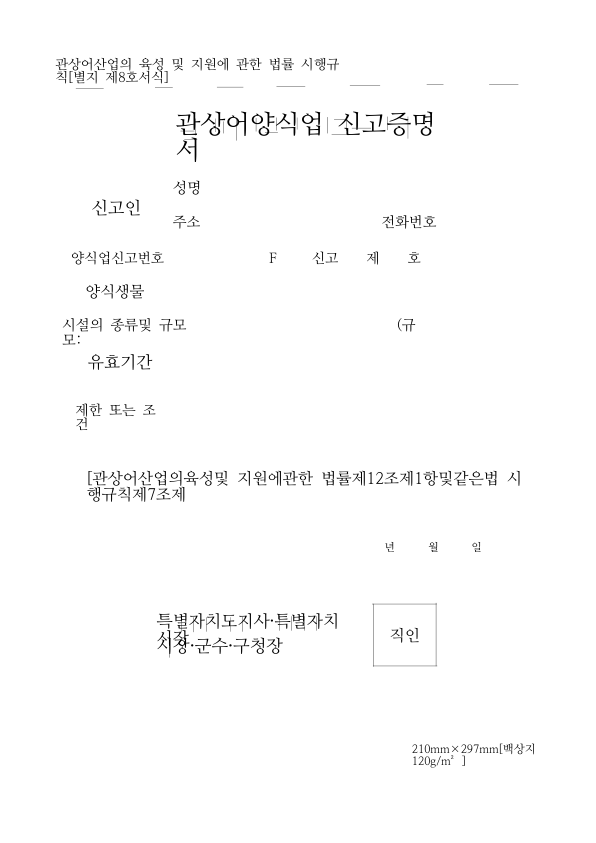 관상어산업의 육성 및 지원에 관한 법률 시행규
칙[별지 제8호서식]
관상어양식업 신고증명
서
성명
신고인
주소 전화번호
양식업신고번호 F 신고 제 호
양식생물
시설의 종류및 규모 (규
모:
유효기간
제한 또는 조
건
[관상어산업의육성및 지원에관한 법률제12조제1항및같은법 시
행규칙제7조제
년 월 일
특별자치도지사·특별자치
시장
시장·군수·구청장
직인
210mm×297mm[백상지
120g/㎡ ]